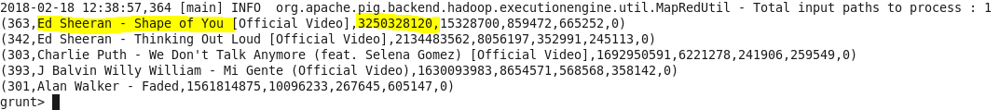 2018-02-18 12:38:57,364 [main] INFO  org.apache.pig.backend.hadoop.executionengine.util.MapRedUtil - Total input paths to process : 1
(363,Ed Sheeran - Shape of You [Official Video],3250328120,15328700,859472,665252,0)
(342,Ed Sheeran - Thinking Out Loud [Official Video],2134483562,8056197,352991,245113,0)
(303,Charlie Puth - We Don't Talk Anymore (feat. Selena Gomez) [Official Video],1692950591,6221278,241906,259549,0)
(393,J Balvin Willy William - Mi Gente (Official Video),1630093983,8654571,568568,358142,0)
(301,Alan Walker - Faded,1561814875,10096233,267645,605147,0)
grunt>